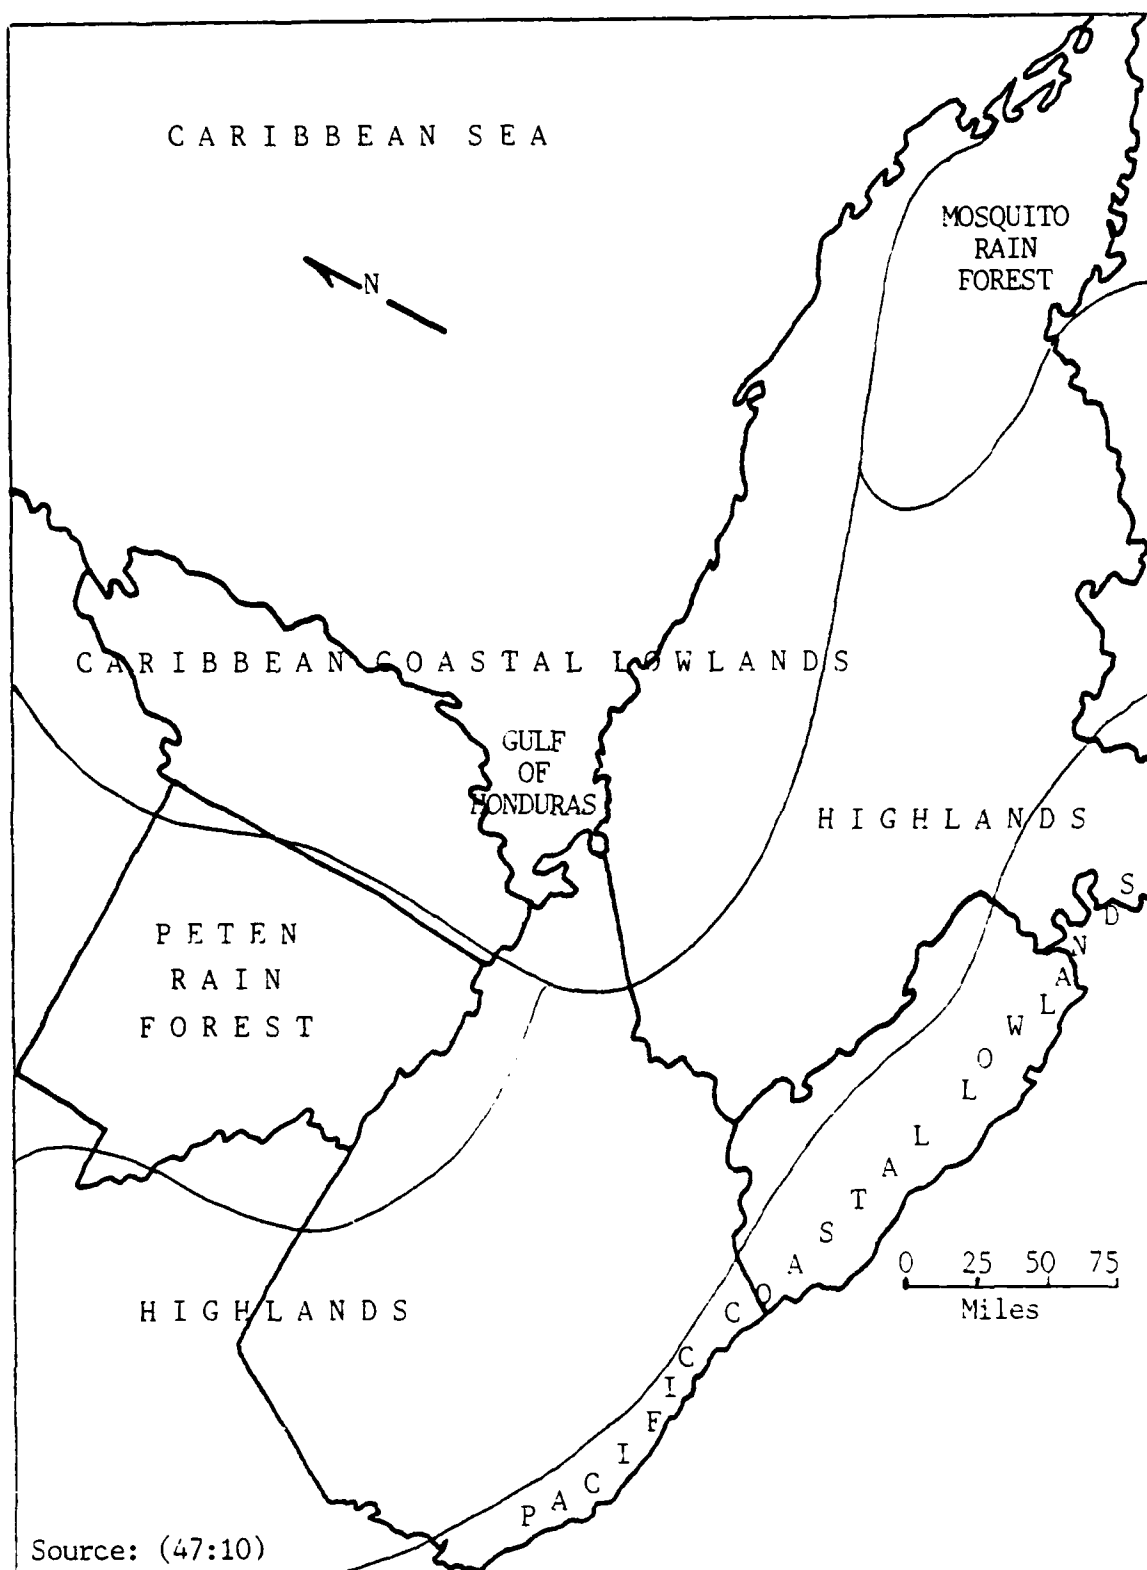 CARIBBEAN SEA
N
MOSQUITO
RAIN
FOREST
CARIBBEAN COASTAL LOWLANDS
GULF
OF
HONDURAS
HIGHLANDS
PETEN
RAIN
FOREST
PACIFIC COASTAL LOWLANDS
0 25 50 75
Miles
HIGHLANDS
Source: (47:10)